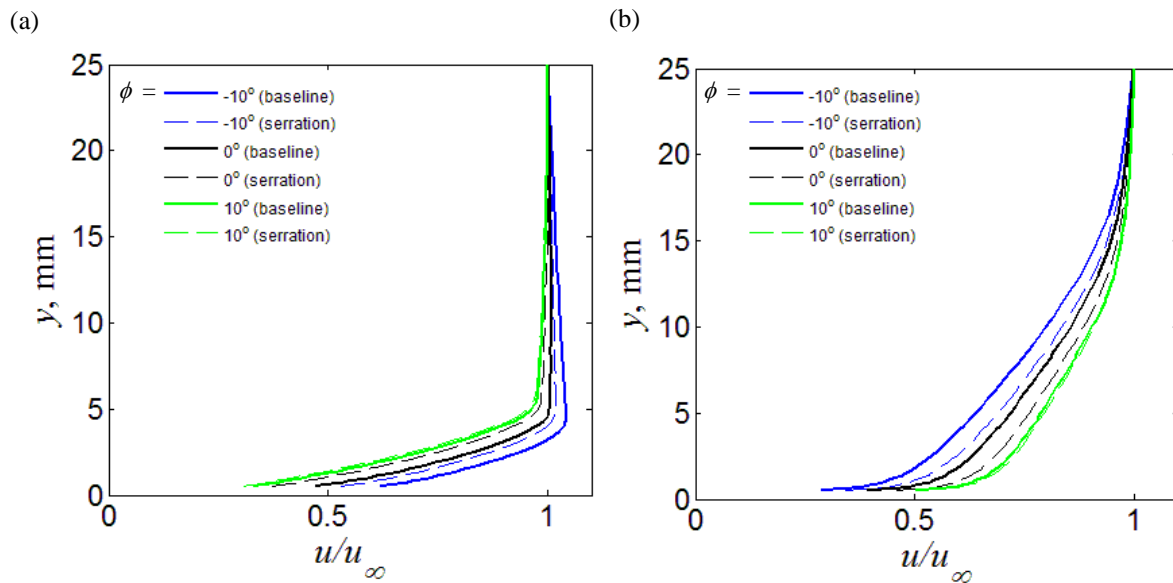 (a)
(b)
ϕ =
-10° (baseline)
-10° (serration)
0° (baseline)
0° (serration)
10° (baseline)
10° (serration)
25
20
15
10
5
0
y, mm
0
0.5
1
u/u∞
ϕ =
-10° (baseline)
-10° (serration)
0° (baseline)
0° (serration)
10° (baseline)
10° (serration)
25
20
15
10
5
0
y, mm
0
0.5
1
u/u∞